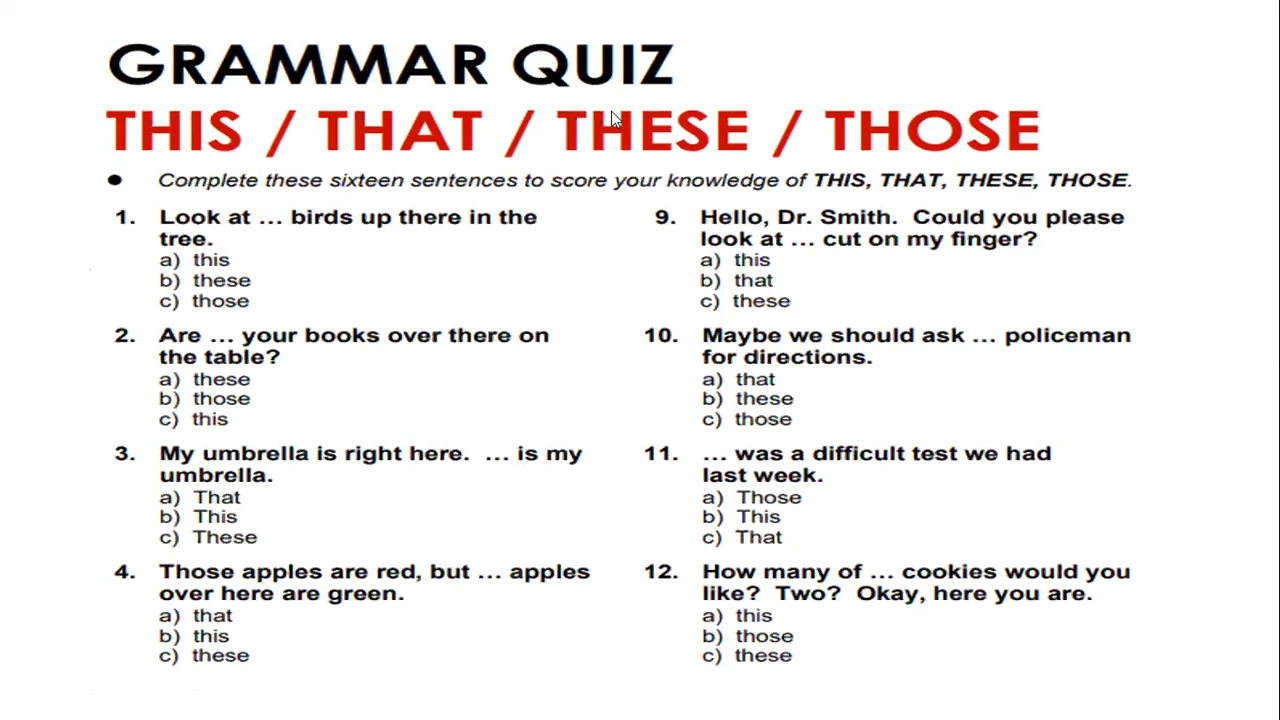 GRAMMAR QUIZ
THIS / THAT / THESE / THOSE
● Complete these sixteen sentences to score your knowledge of THIS, THAT, THESE, THOSE.
1. Look at … birds up there in the
tree.
a) this
b) these
c) those
2. Are … your books over there on
the table?
a) these
b) those
c) this
3. My umbrella is right here. … is my
umbrella.
a) That
b) This
c) These
4. Those apples are red, but … apples
over here are green.
a) that
b) this
c) these
9. Hello, Dr. Smith. Could you please
look at … cut on my finger?
a) this
b) that
c) these
10. Maybe we should ask … policeman
for directions.
a) that
b) these
c) those
11. … was a difficult test we had
last week.
a) Those
b) This
c) That
12. How many of … cookies would you
like? Two? Okay, here you are.
a) this
b) those
c) these